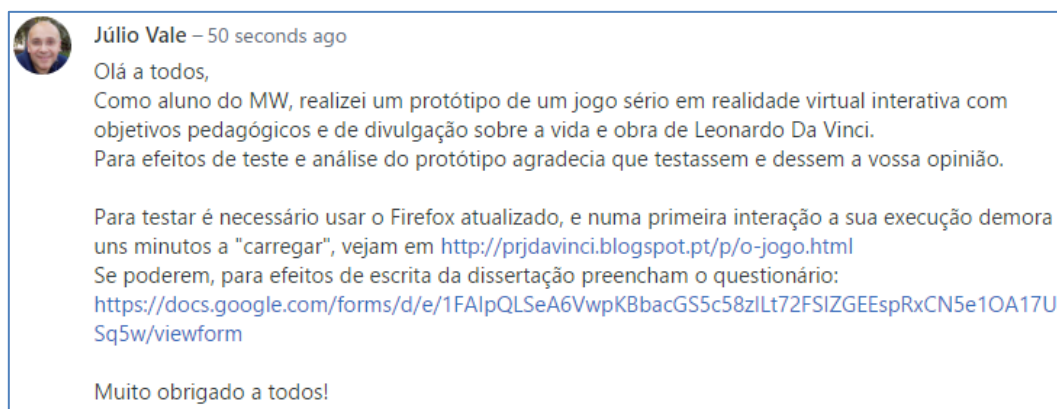 Júlio Vale – 50 seconds ago
Olá a todos,
Como aluno do MW, realizei um protótipo de um jogo sério em realidade virtual interativa com
objetivos pedagógicos e de divulgação sobre a vida e obra de Leonardo Da Vinci.
Para efeitos de teste e análise do protótipo agradecia que testassem e dessem a vossa opinião.
Para testar é necessário usar o Firefox atualizado, e numa primeira interação a sua execução demora
uns minutos a "carregar", vejam em http://prjdavinci.blogspot.pt/p/o-jogo.html
Se poderem, para efeitos de escrita da dissertação preencham o questionário:
https://docs.google.com/forms/d/e/1FAIpQLSeA6VwpKBbacGS5c58zILt72FSIZGEEspRxCN5e1OA17U
Sq5w/viewform
Muito obrigado a todos!